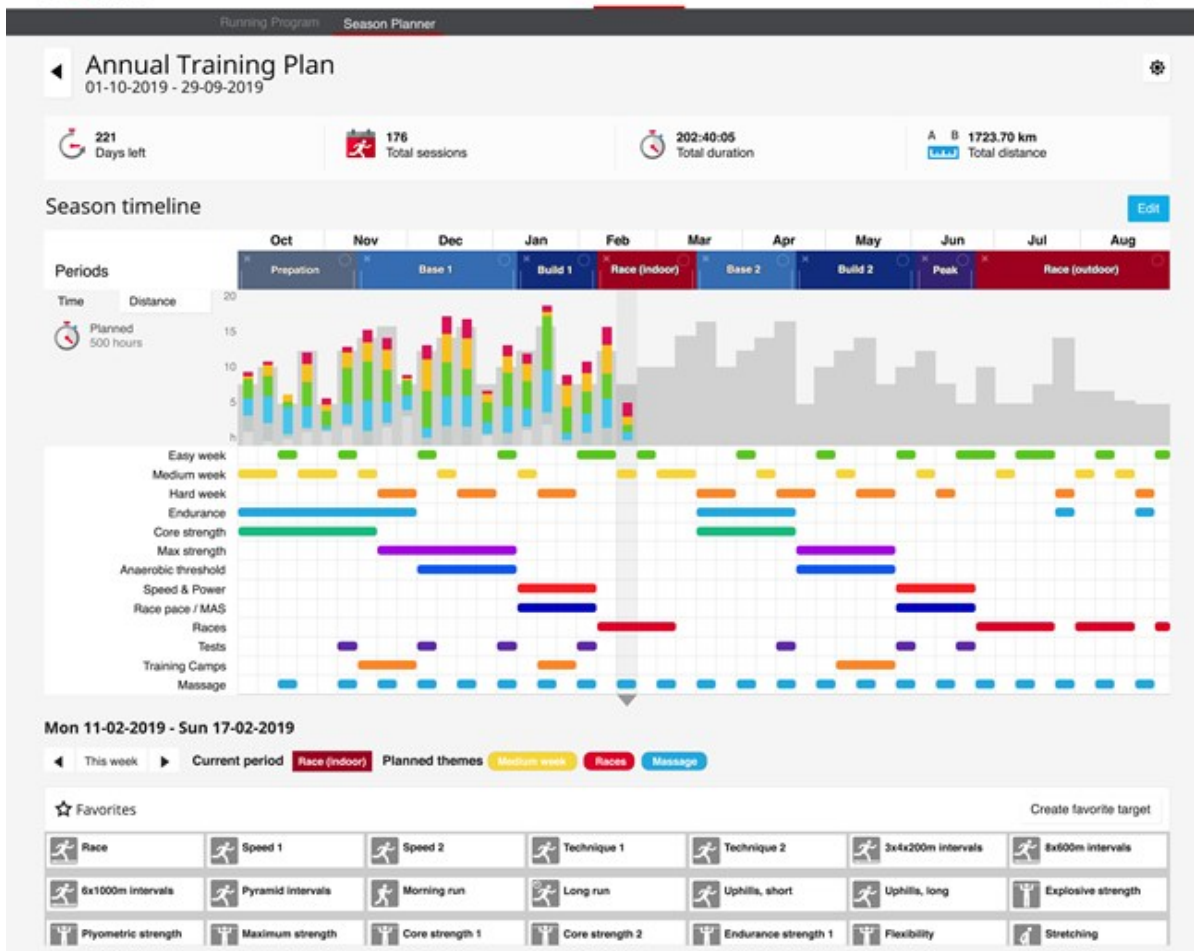 Running Program Season Planner
Annual Training Plan
01-10-2019 - 29-09-2019
221
Days left
176
Total sessions
202:40:05
Total duration
A B 1723.70 km
Total distance
Season timeline
Edit
Oct Nov Dec Jan Feb Mar Apr May Jun Jul Aug
Periods
Prepation Base 1 Build 1 Race (indoor) Base 2 Build 2 Peak Race (outdoor)
Time Distance
Planned
500 hours
20
15
10
5
h
Easy week
Medium week
Hard week
Endurance
Core strength
Max strength
Anaerobic threshold
Speed & Power
Race pace / MAS
Races
Tests
Training Camps
Massage
Mon 11-02-2019 - Sun 17-02-2019
This week Current period Race (indoor) Planned themes Medium week Races Massage
Favorites Create favorite target
Race Speed 1 Speed 2 Technique 1 Technique 2 3x4x200m intervals 8x600m intervals
6x1000m intervals Pyramid intervals Morning run Long run Uphills, short Uphills, long Explosive strength
Plyometric strength Maximum strength Core strength 1 Core strength 2 Endurance strength 1 Flexibility Stretching